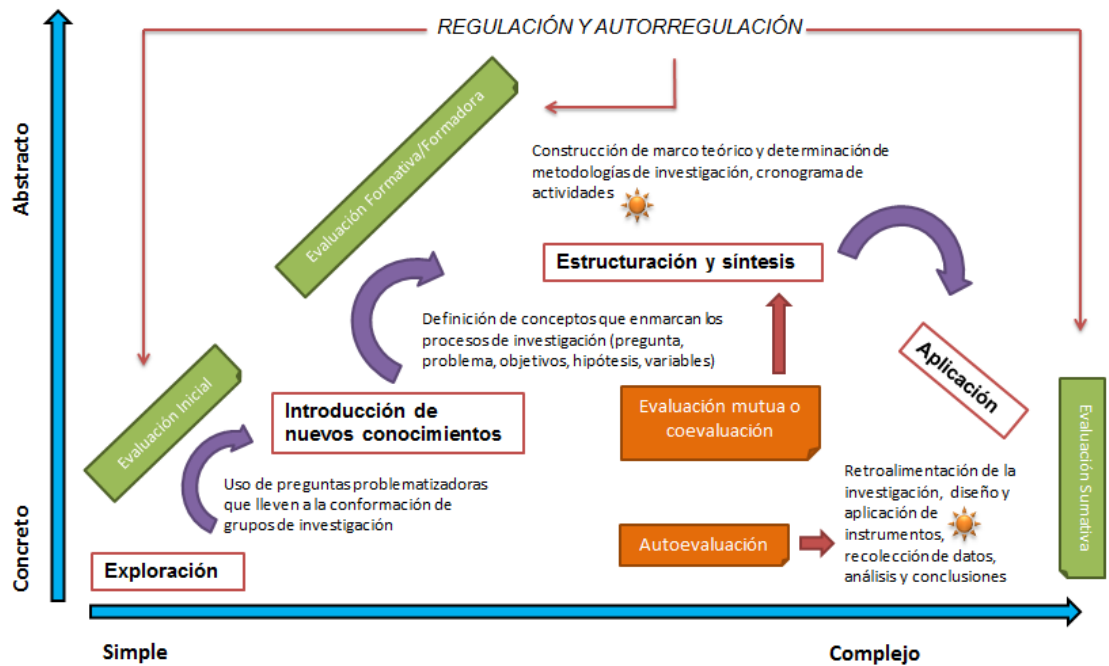 REGULACIÓN Y AUTORREGULACIÓN
Abstracto
Evaluación Formativa/Formadora
Construcción de marco teórico y determinación de
metodologías de investigación, cronograma de
actividades
Estructuración y síntesis
Definición de conceptos que enmarcan los
procesos de investigación (pregunta,
problema, objetivos, hipótesis, variables)
Aplicación
Evaluación Inicial
Introducción de
nuevos conocimientos
Evaluación mutua o
coevaluación
Evaluación Sumativa
Uso de preguntas problematizadoras
que lleven a la conformación de
grupos de investigación
Retroalimentación de la
investigación, diseño y
aplicación de
instrumentos,
recolección de datos,
análisis y conclusiones
Autoevaluación
Concreto
Exploración
Simple
Complejo